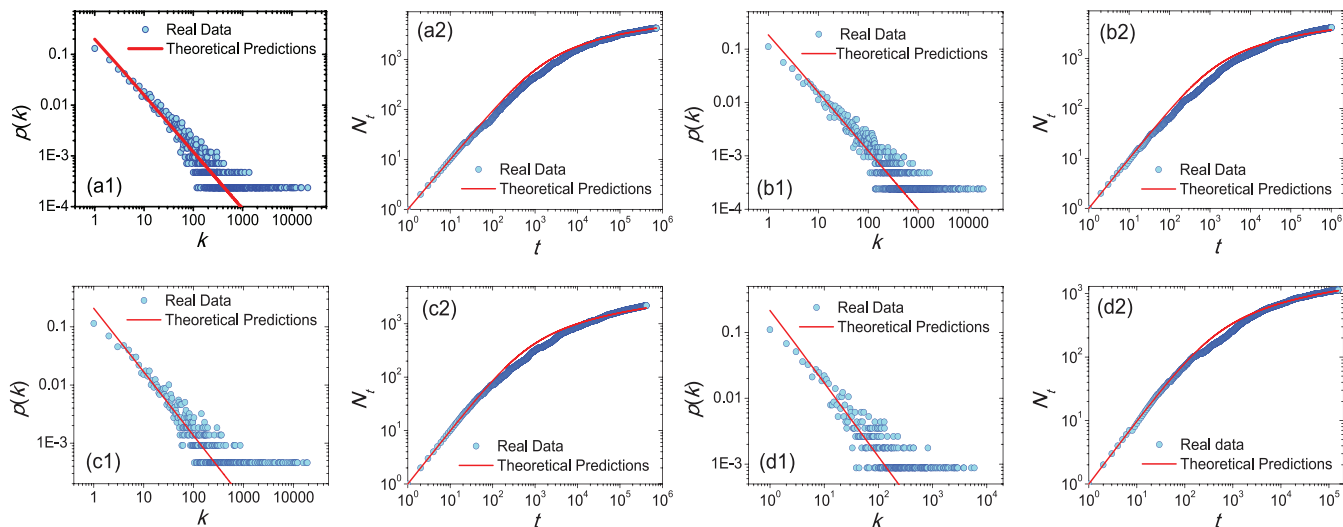 Real Data
Theoretical Predictions
0.1
0.01
1E-3
1E-4
p(k)
(a1)
1 10 100 1000 10000
k
(a2)
10^3
10^2
10^1
10^0
N_t
Real Data
Theoretical Predictions
10^0 10^1 10^2 10^3 10^4 10^5 10^6
t
Real Data
Theoretical Predictions
0.1
0.01
1E-3
1E-4
p(k)
(b1)
1 10 100 1000 10000
k
(b2)
10^3
10^2
10^1
10^0
N_t
Real Data
Theoretical Predictions
10^0 10^1 10^2 10^3 10^4 10^5 10^6
t
Real Data
Theoretical Predictions
0.1
0.01
1E-3
p(k)
(c1)
1 10 100 1000 10000
k
(c2)
10^3
10^2
10^1
10^0
N_t
Real Data
Theoretical Predictions
10^0 10^1 10^2 10^3 10^4 10^5 10^6
t
Real Data
Theoretical Predictions
0.1
0.01
1E-3
p(k)
(d1)
10^0 10^1 10^2 10^3 10^4
k
(d2)
10^3
10^2
10^1
10^0
N_t
Real data
Theoretical Predictions
10^0 10^1 10^2 10^3 10^4 10^5
t